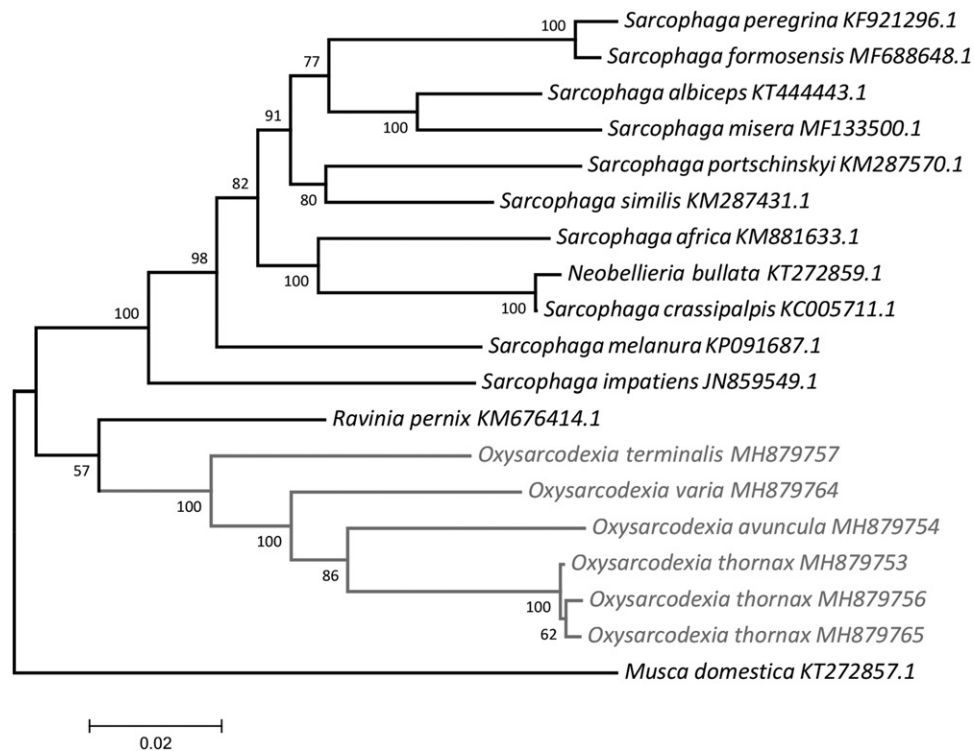 100
Sarcophaga peregrina KF921296.1
Sarcophaga formosensis MF688648.1
77
Sarcophaga albiceps KT444443.1
100
Sarcophaga misera MF133500.1
91
Sarcophaga portschinskyi KM287570.1
80
Sarcophaga similis KM287431.1
82
Sarcophaga africa KM881633.1
98
100
Neobellieria bullata KT272859.1
100
Sarcophaga crassipalpis KC005711.1
100
Sarcophaga melanura KP091687.1
Sarcophaga impatiens JN859549.1
Ravinia pernix KM676414.1
57
Oxysarcodexia terminalis MH879757
100
Oxysarcodexia varia MH879764
100
Oxysarcodexia avuncula MH879754
86
Oxysarcodexia thornax MH879753
100
Oxysarcodexia thornax MH879756
62
Oxysarcodexia thornax MH879765
Musca domestica KT272857.1
0.02